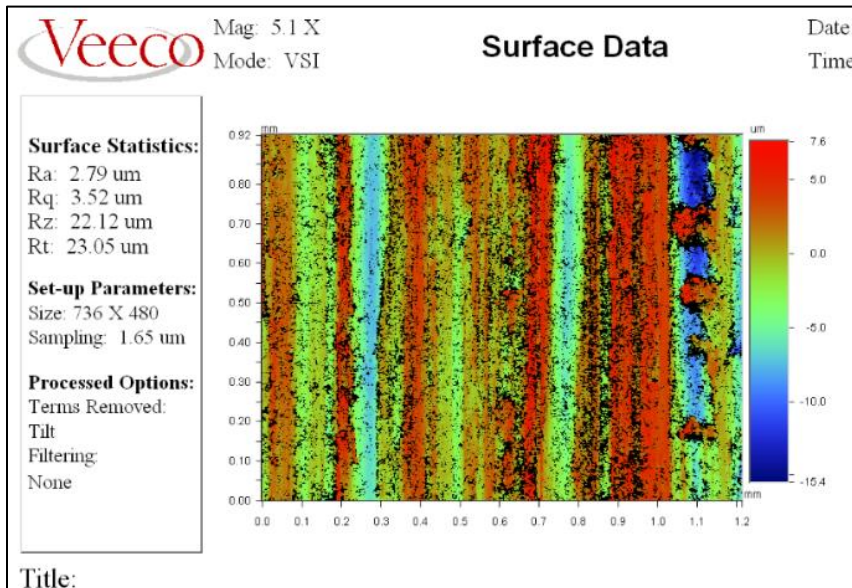 Veeco
Mag: 5.1 X
Mode: VSI
Surface Data
Date
Time
Surface Statistics:
Ra: 2.79 um
Rq: 3.52 um
Rz: 22.12 um
Rt: 23.05 um
Set-up Parameters:
Size: 736 X 480
Sampling: 1.65 um
Processed Options:
Terms Removed:
Tilt
Filtering:
None
mm
0.92
0.80
0.70
0.60
0.50
0.40
0.30
0.20
0.10
0.00
0.0 0.1 0.2 0.3 0.4 0.5 0.6 0.7 0.8 0.9 1.0 1.1 1.2
mm
um
7.6
5.0
0.0
-5.0
-10.0
-15.4
Title: